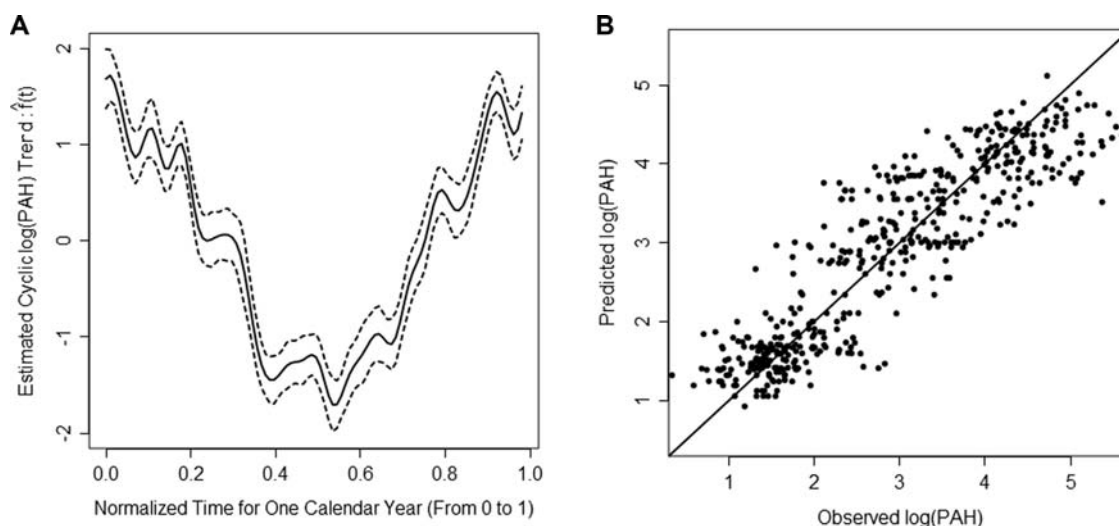 A
Estimated Cyclic log(PAH) Trend : f̂(t)
2
1
0
-1
-2
0.0 0.2 0.4 0.6 0.8 1.0
Normalized Time for One Calendar Year (From 0 to 1)
B
Predicted log(PAH)
5
4
3
2
1
1 2 3 4 5
Observed log(PAH)